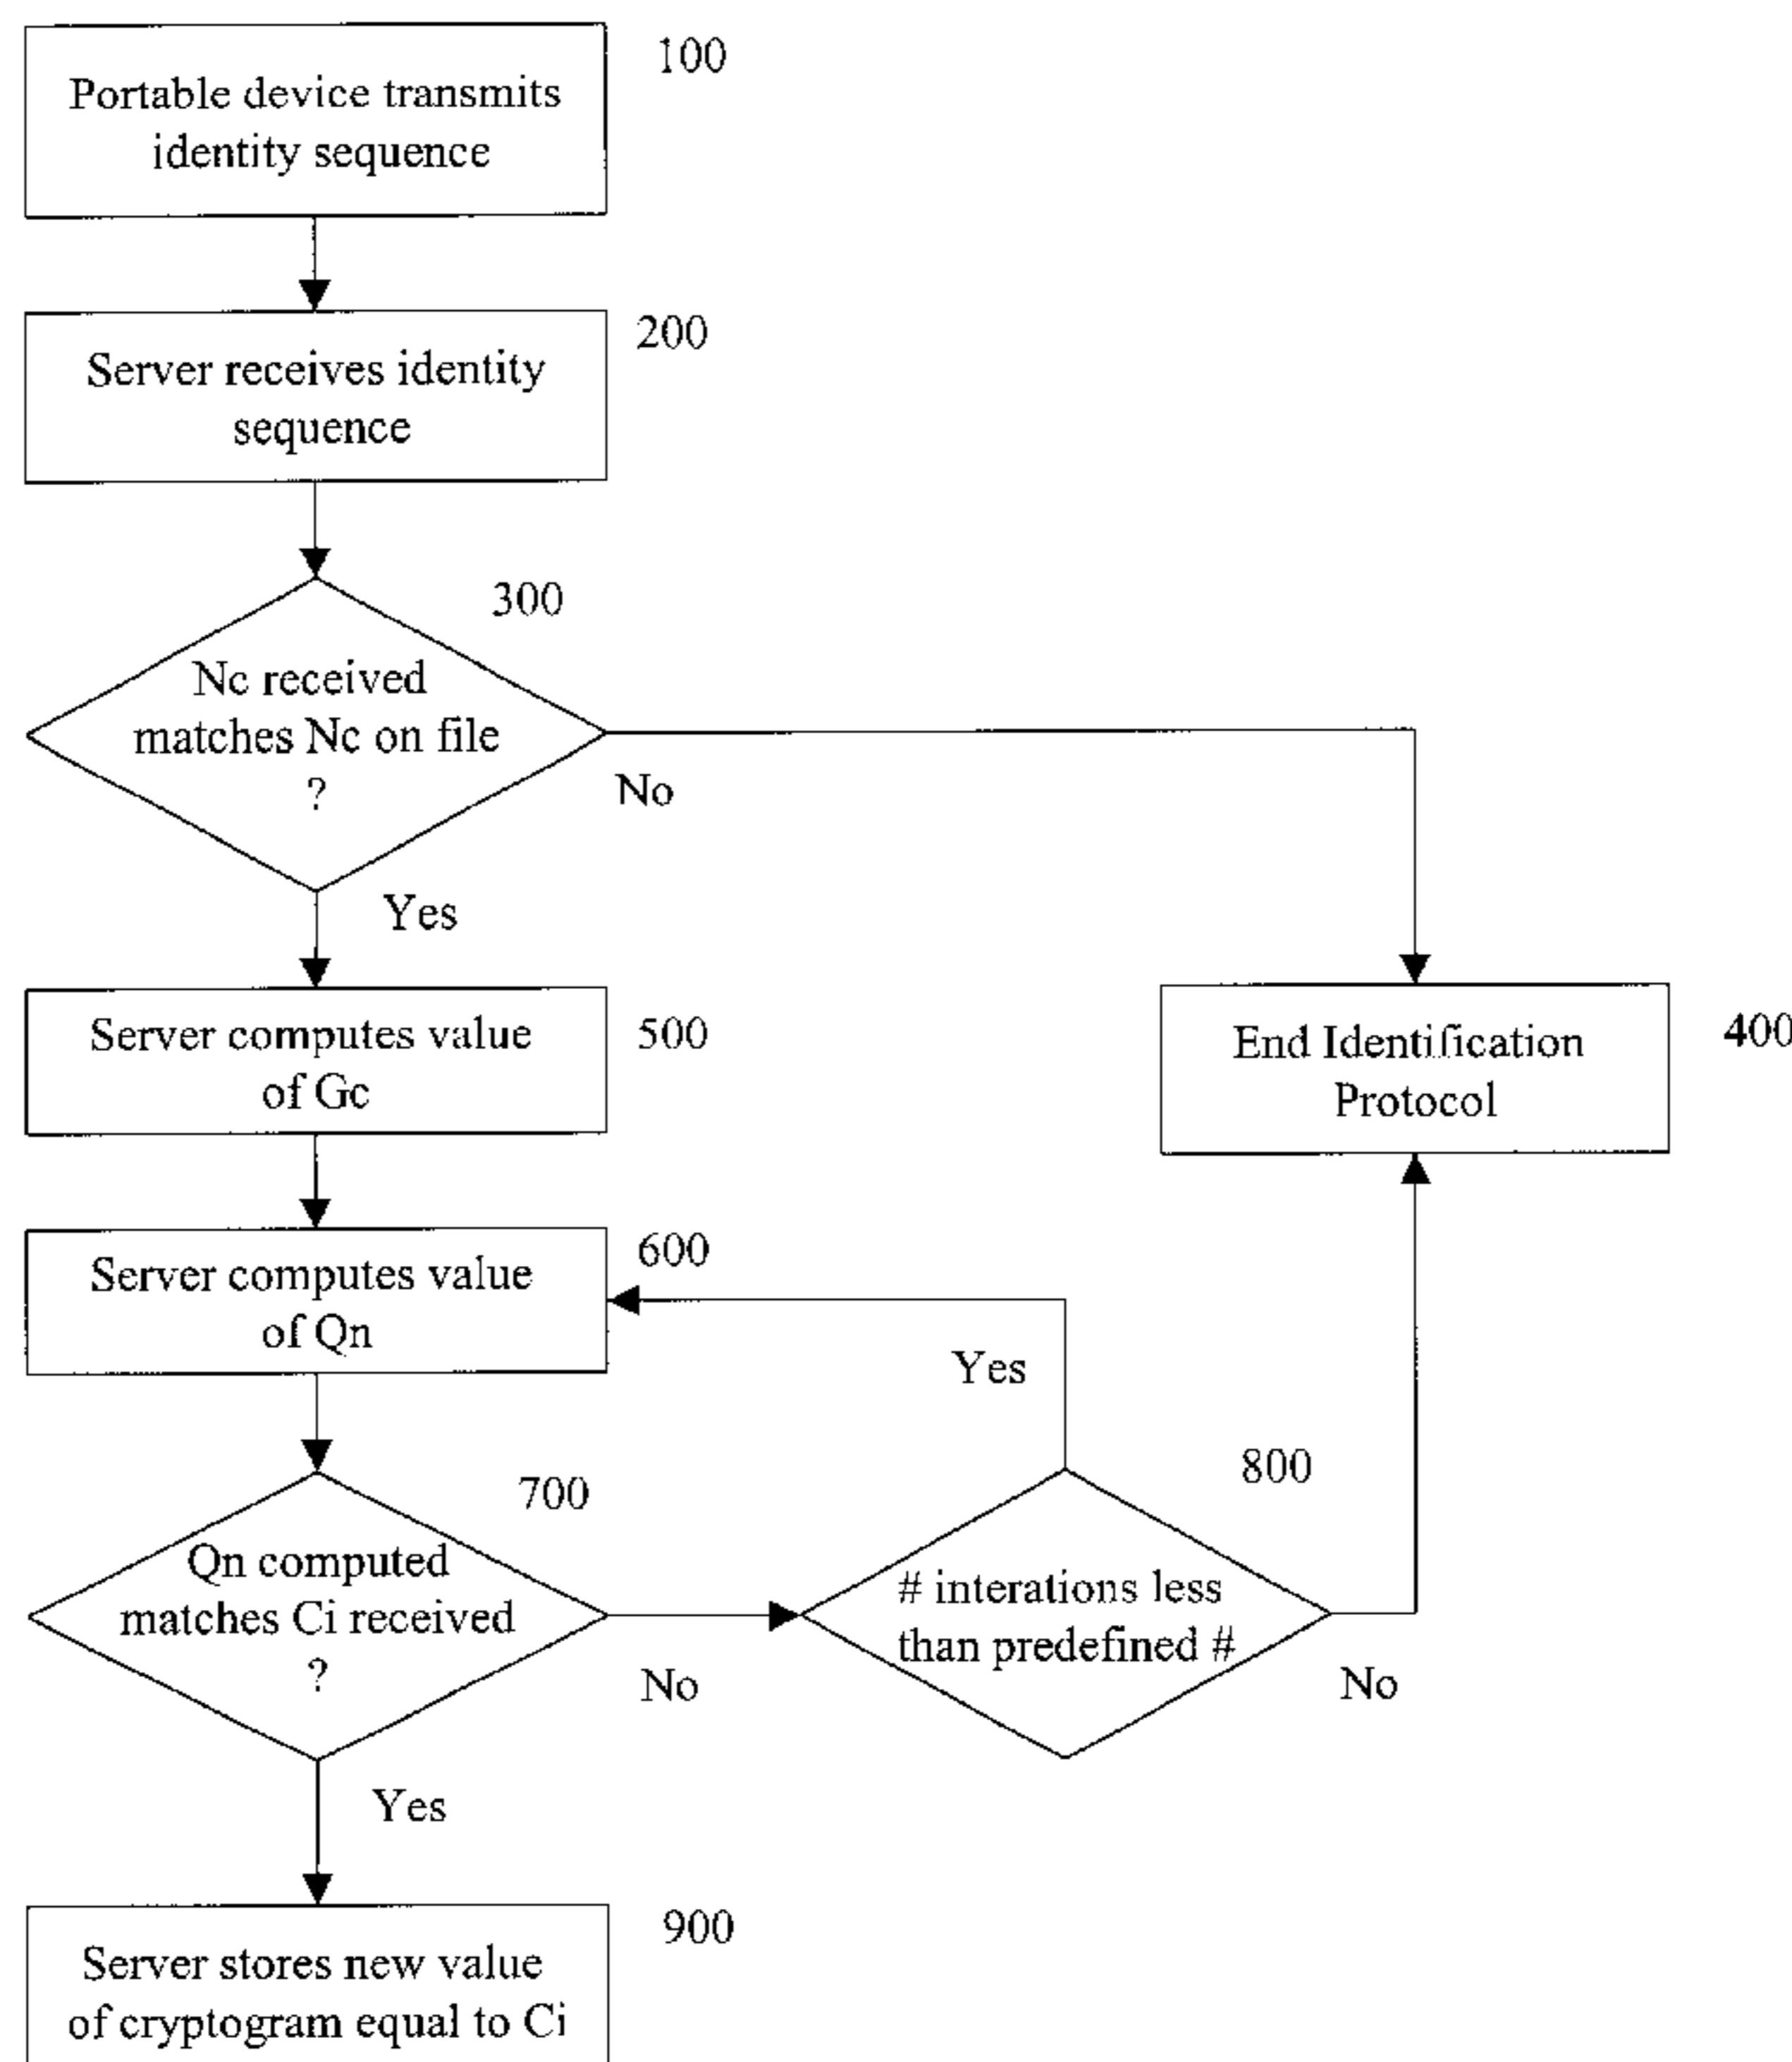 100
Portable device transmits
identity sequence
200
Server receives identity
sequence
300
Nc received
matches Nc on file
?
No
Yes
Server computes value
of Gc
500
End Identification
Protocol
400
600
Server computes value
of Qn
Yes
800
700
Qn computed
matches Ci received
?
No
# interations less
than predefined #
No
Yes
900
Server stores new value
of cryptogram equal to Ci